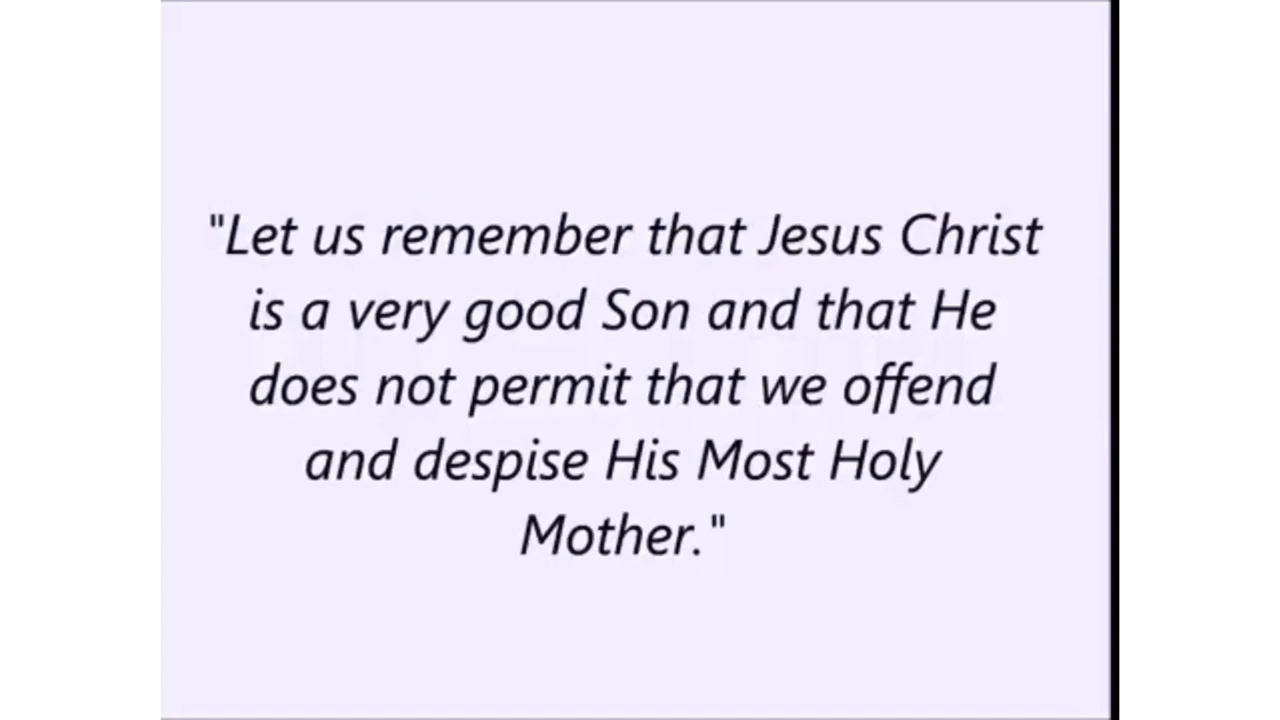 "Let us remember that Jesus Christ
is a very good Son and that He
does not permit that we offend
and despise His Most Holy
Mother."